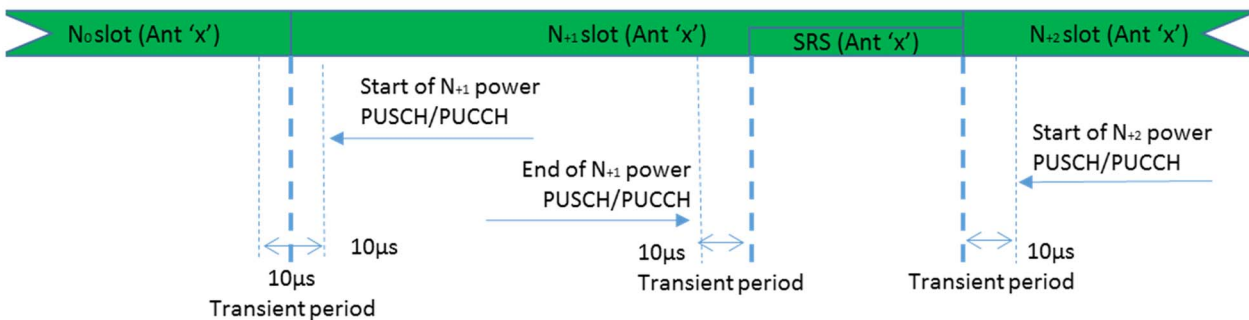 N₀ slot (Ant ‘x’)
N₊₁ slot (Ant ‘x’)
SRS (Ant ‘x’)
N₊₂ slot (Ant ‘x’)
Start of N₊₁ power
PUSCH/PUCCH
Start of N₊₂ power
PUSCH/PUCCH
End of N₊₁ power
PUSCH/PUCCH
10µs
10µs
Transient period
10µs
Transient period
10µs
Transient period